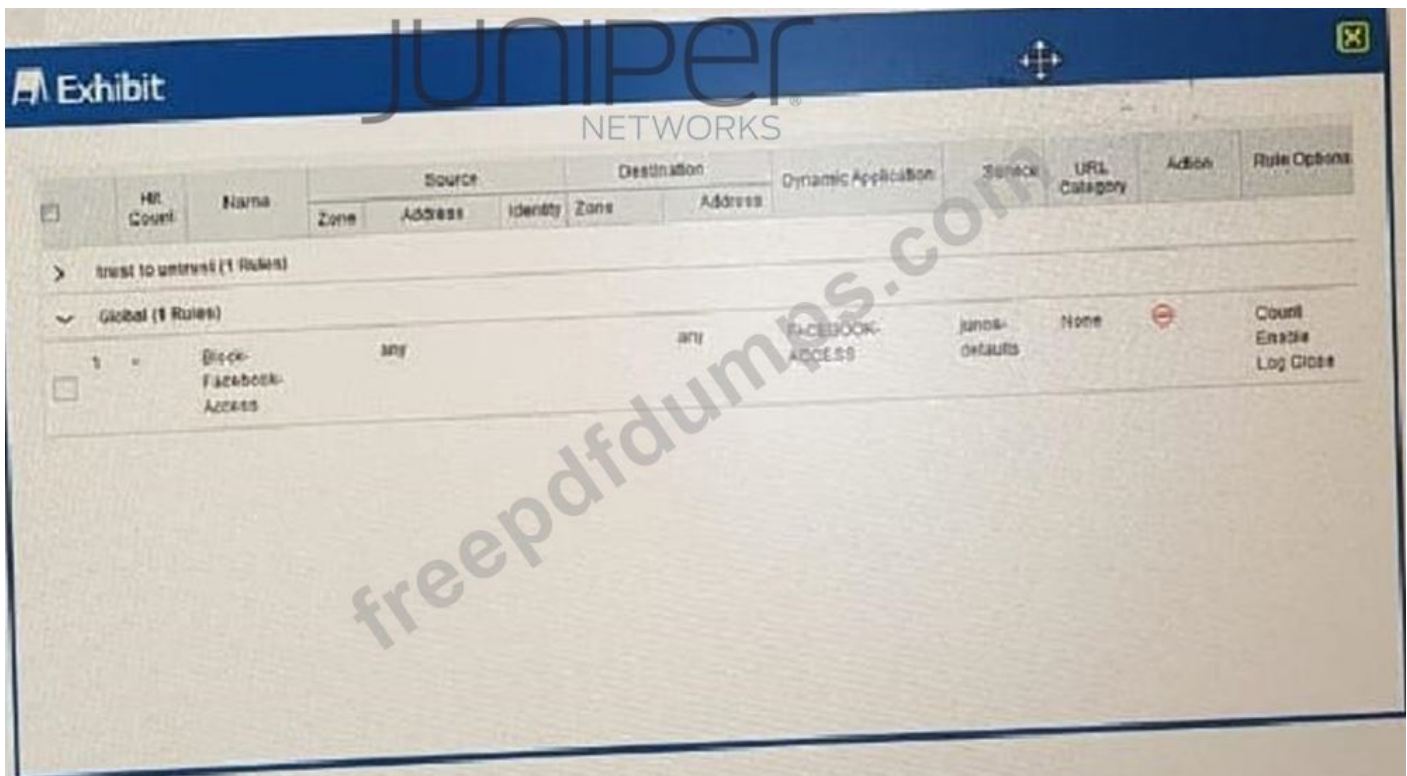 JUNIPEr
NETWORKS
Exhibit
Source
Destination
Dynamic Application
Service
URL Category
Action
Rule Options
Hit Count
Name
Zone
Address
Identity
Zone
Address
trust to untrust (1 Rules)
Global (1 Rules)
1
-
Block-
Facebook-
Access
any
any
FACEBOOK-
ACCESS
junos-
defaults
None
Count
Enable
Log Close
freepdfdumps.com